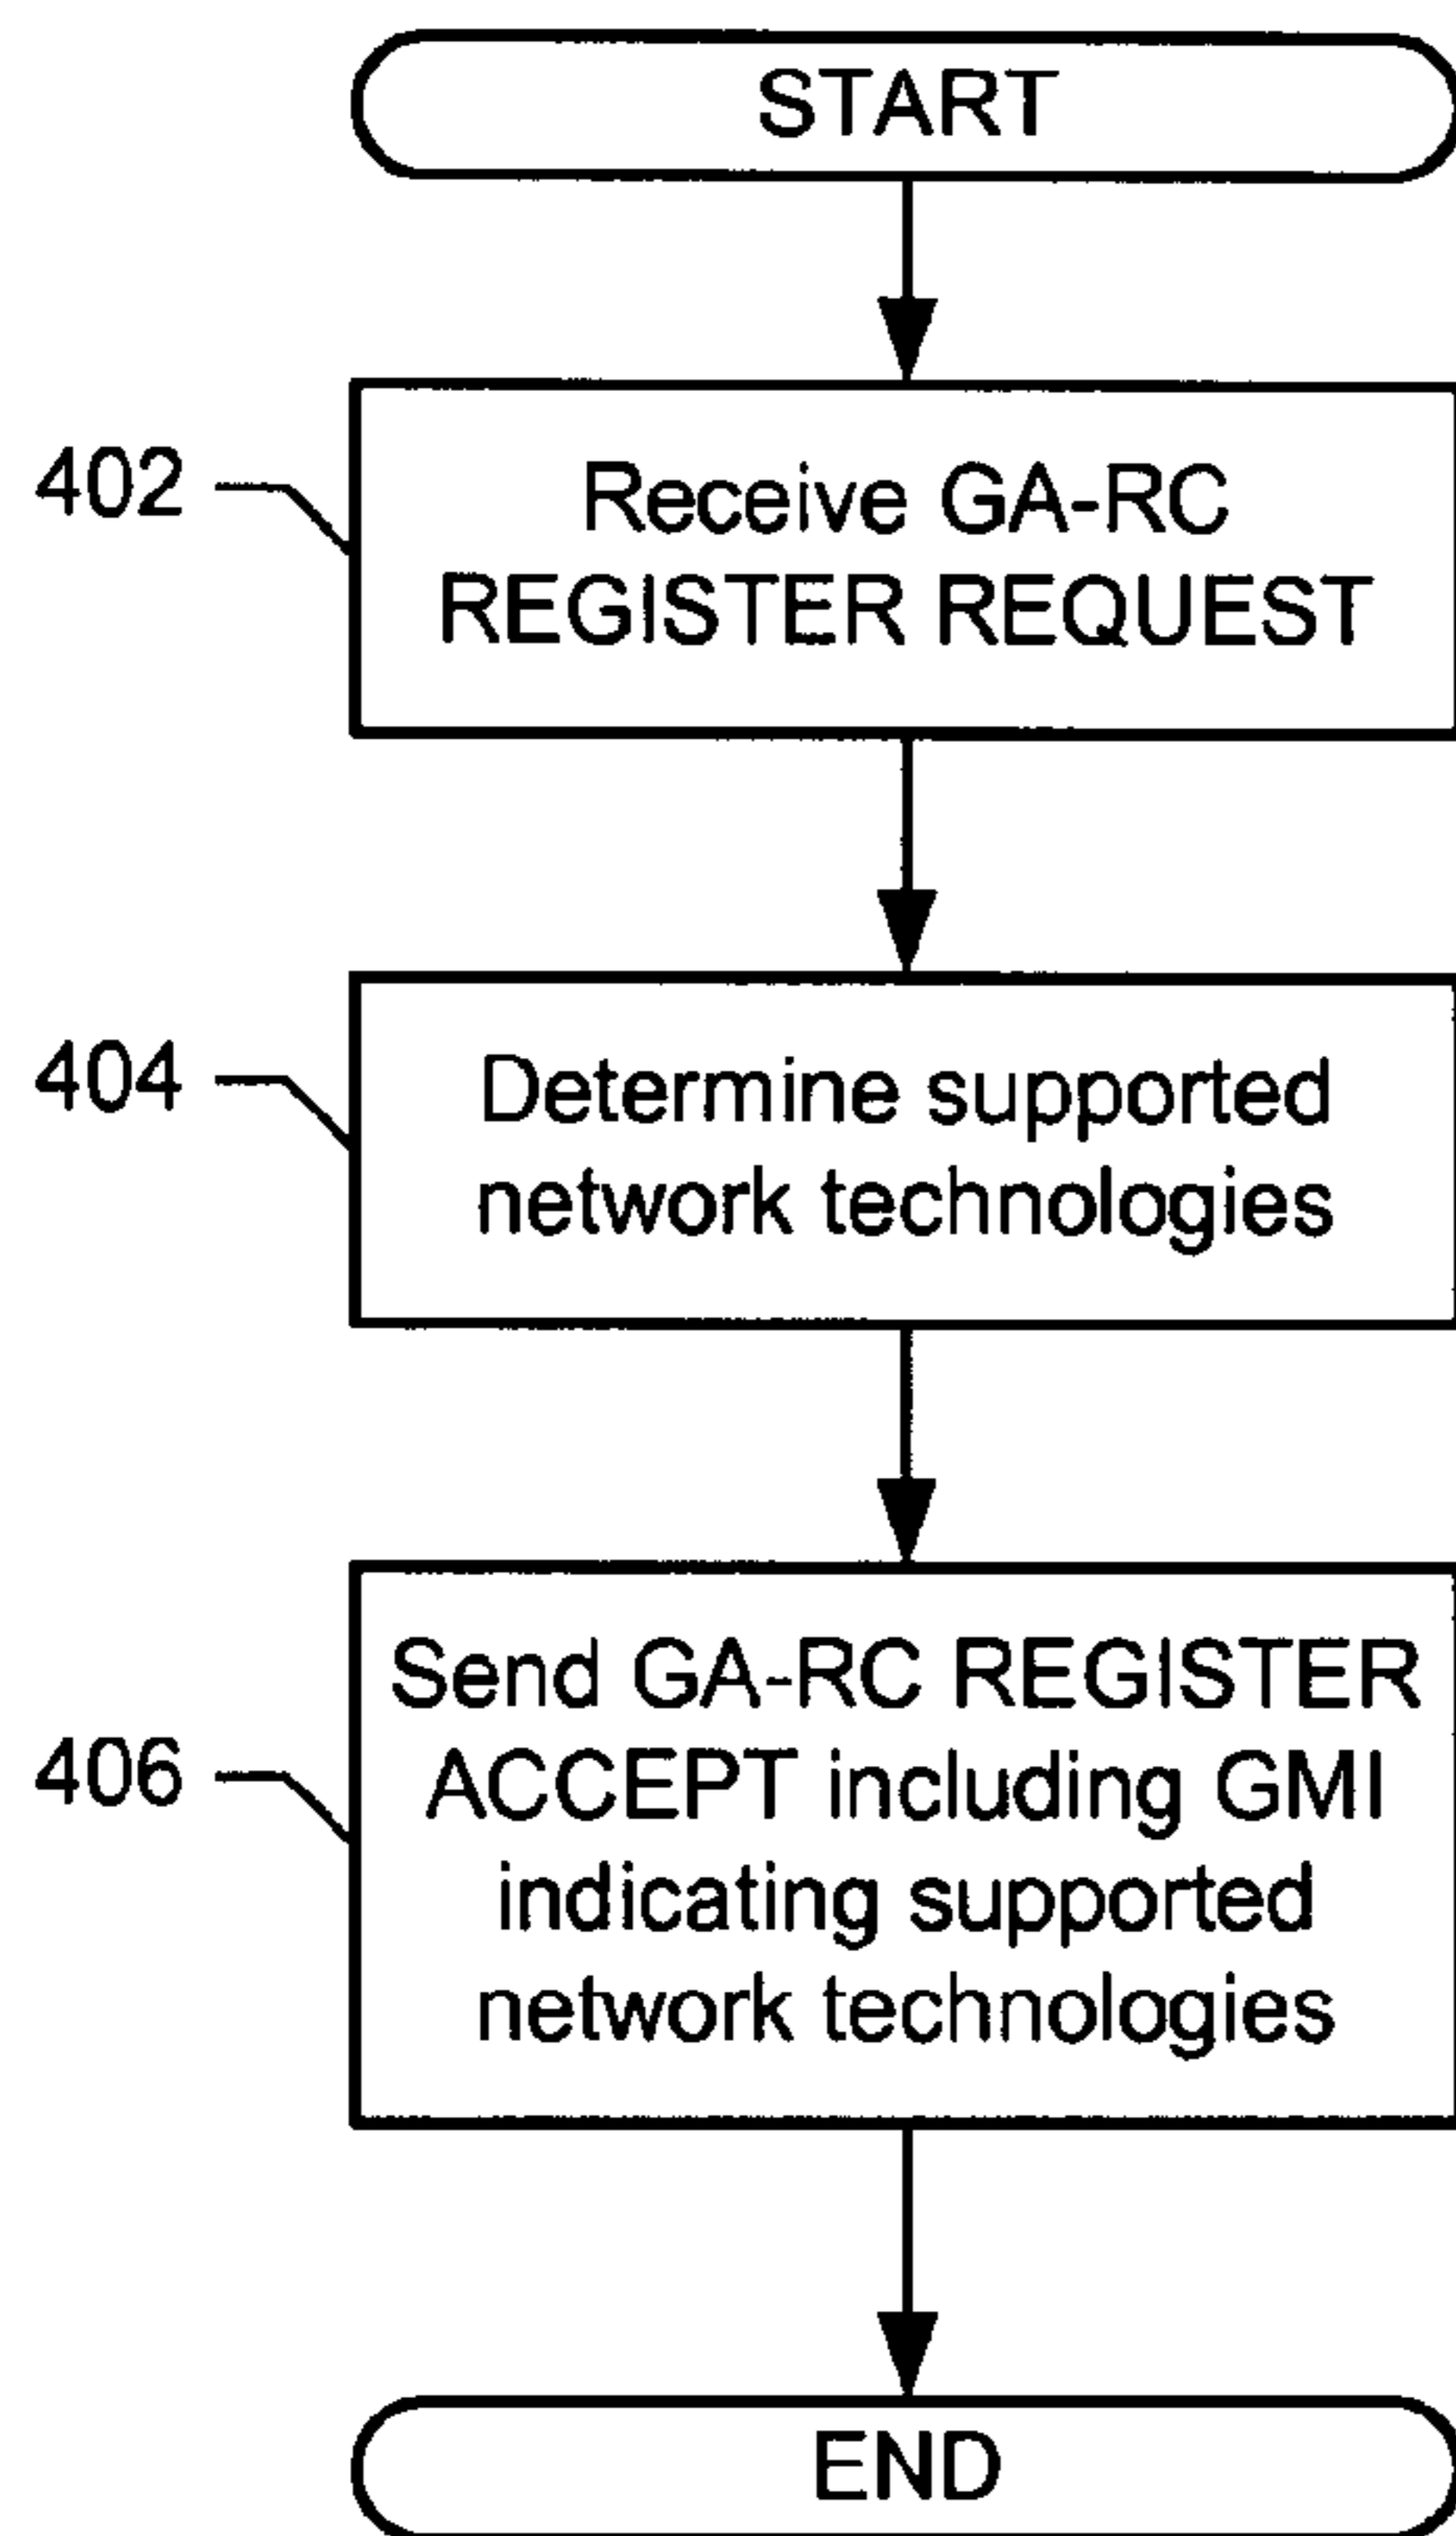 START
402
Receive GA-RC
REGISTER REQUEST
404
Determine supported
network technologies
406
Send GA-RC REGISTER
ACCEPT including GMI
indicating supported
network technologies
END